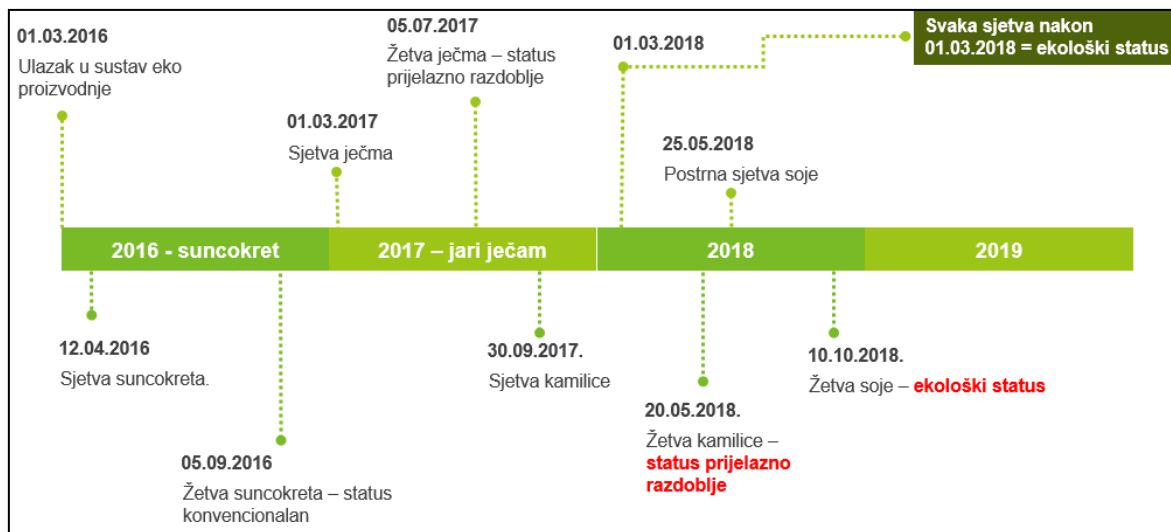 01.03.2016
Ulazak u sustav eko
proizvodnje
01.03.2017
Sjetva ječma
05.07.2017
Žetva ječma – status
prijelazno razdoblje
01.03.2018
Svaka sjetva nakon
01.03.2018 = ekološki status
25.05.2018
Postrna sjetva soje
2016 - suncokret
2017 – jari ječam
2018
2019
12.04.2016
Sjetva suncokreta.
05.09.2016
Žetva suncokreta – status
konvencionalan
30.09.2017.
Sjetva kamilice
20.05.2018.
Žetva kamilice –
status prijelazno
razdoblje
10.10.2018.
Žetva soje – ekološki status